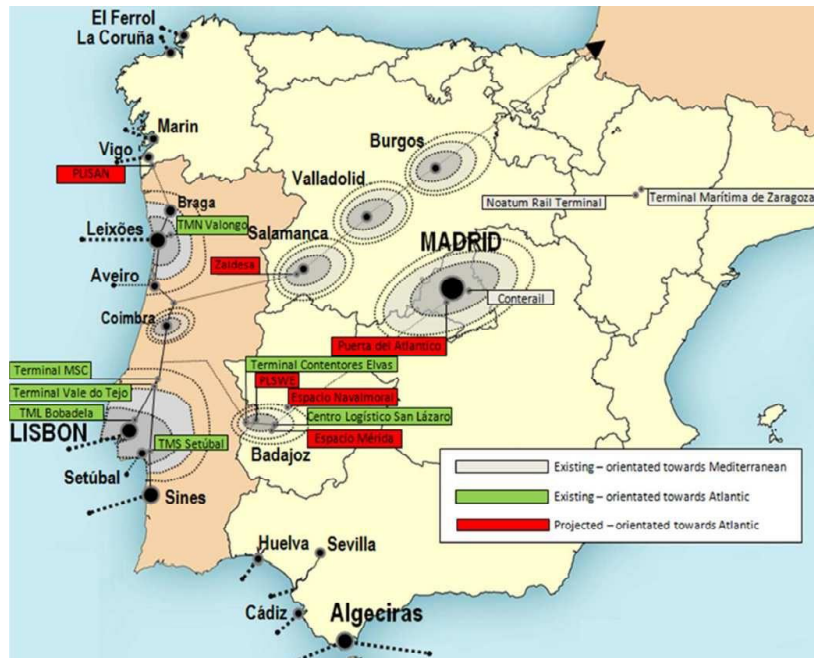 El Ferrol
La Coruña
Marin
Vigo
PLISAN
Braga
TMN Valongo
Leixões
Aveiro
Coimbra
Burgos
Valladolid
Salamanca
Zaldesa
MADRID
Conterail
Puerta del Atlantico
Noatum Rail Terminal
Terminal Marítima de Zaragoza
Terminal MSC
Terminal Vale do Tejo
TML Bobadela
LISBON
TMS Setúbal
Setúbal
Sines
Terminal Contentores Elvas
PLSWE
Espacio Navalmoral
Centro Logístico San Lázaro
Espacio Mérida
Badajoz
Existing – orientated towards Mediterranean
Existing – orientated towards Atlantic
Projected – orientated towards Atlantic
Huelva
Sevilla
Cádiz
Algeciras